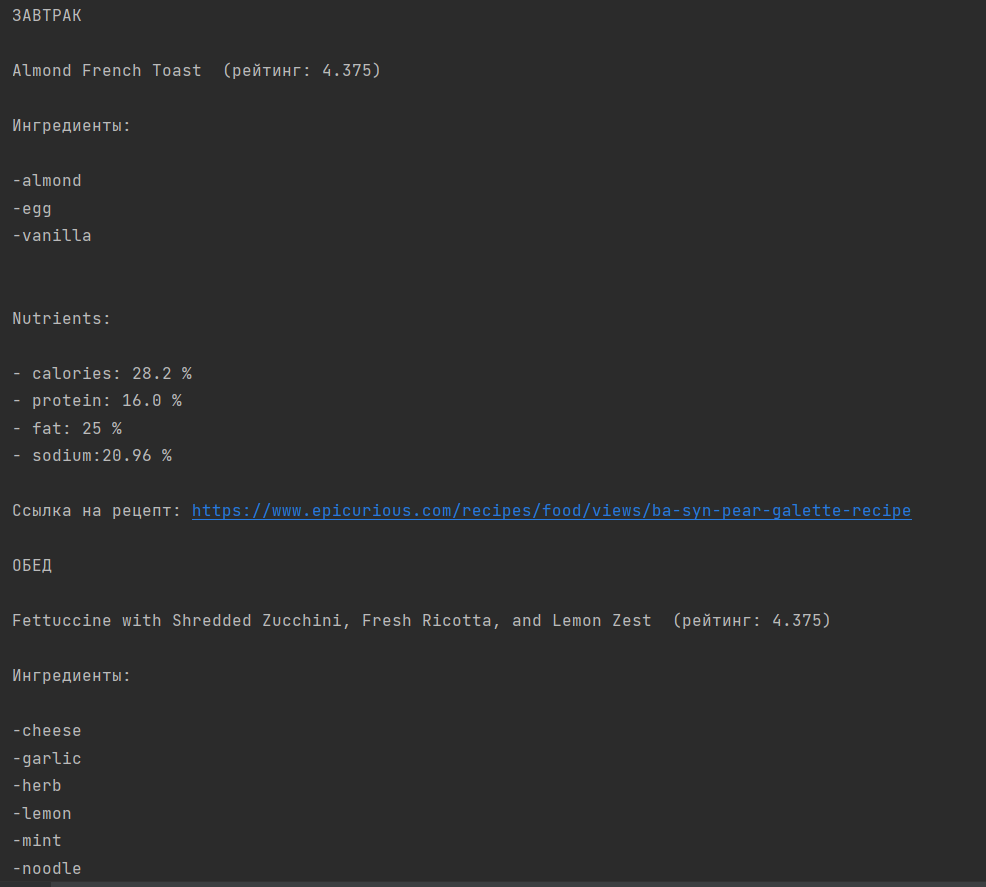 ЗАВТРАК
Almond French Toast  (рейтинг: 4.375)
Ингредиенты:
-almond
-egg
-vanilla
Nutrients:
- calories: 28.2 %
- protein: 16.0 %
- fat: 25 %
- sodium:20.96 %
Ссылка на рецепт: https://www.epicurious.com/recipes/food/views/ba-syn-pear-galette-recipe
ОБЕД
Fettuccine with Shredded Zucchini, Fresh Ricotta, and Lemon Zest  (рейтинг: 4.375)
Ингредиенты:
-cheese
-garlic
-herb
-lemon
-mint
-noodle